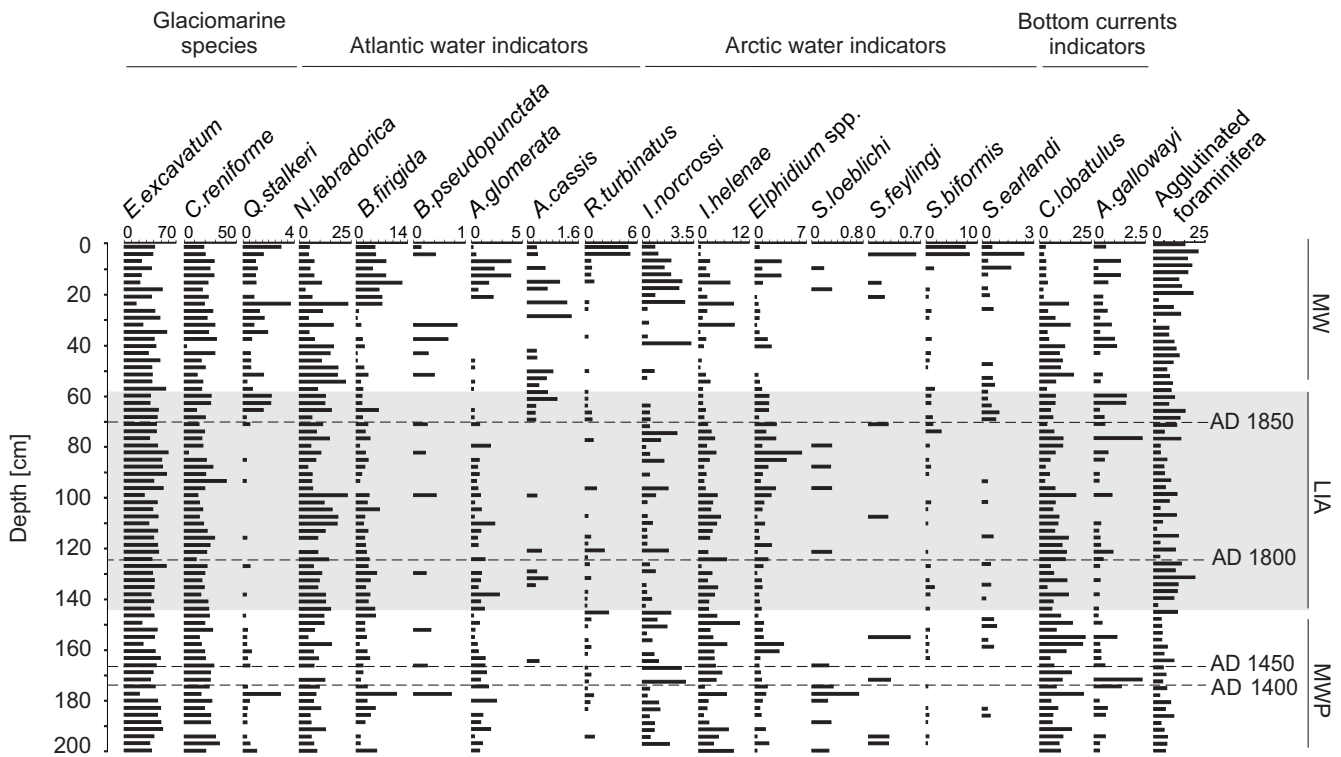 Glaciomarine
species
Atlantic water indicators
Arctic water indicators
Bottom currents
indicators
E.excavatum
C.reniforme
Q.stalkeri
N.labradorica
B.firigida
B.pseudopunctata
A.glomerata
A.cassis
R.turbinatus
I.norcrossi
I.helenae
Elphidium spp.
S.loeblichi
S.feylingi
S.biformis
S.earlandi
C.lobatulus
A.gallowayi
Agglutinated
foraminifera
0 70 0 50 0 4 0 25 0 14 0 1 0 5 0 1.6 0 6 0 3.5 0 12 0 7 0 0.8 0 0.7 0 10 0 3 0 25 0 2.5 0 25
0
20
40
60
80
100
120
140
160
180
200
Depth [cm]
AD 1850
AD 1800
AD 1450
AD 1400
MW
LIA
MWP